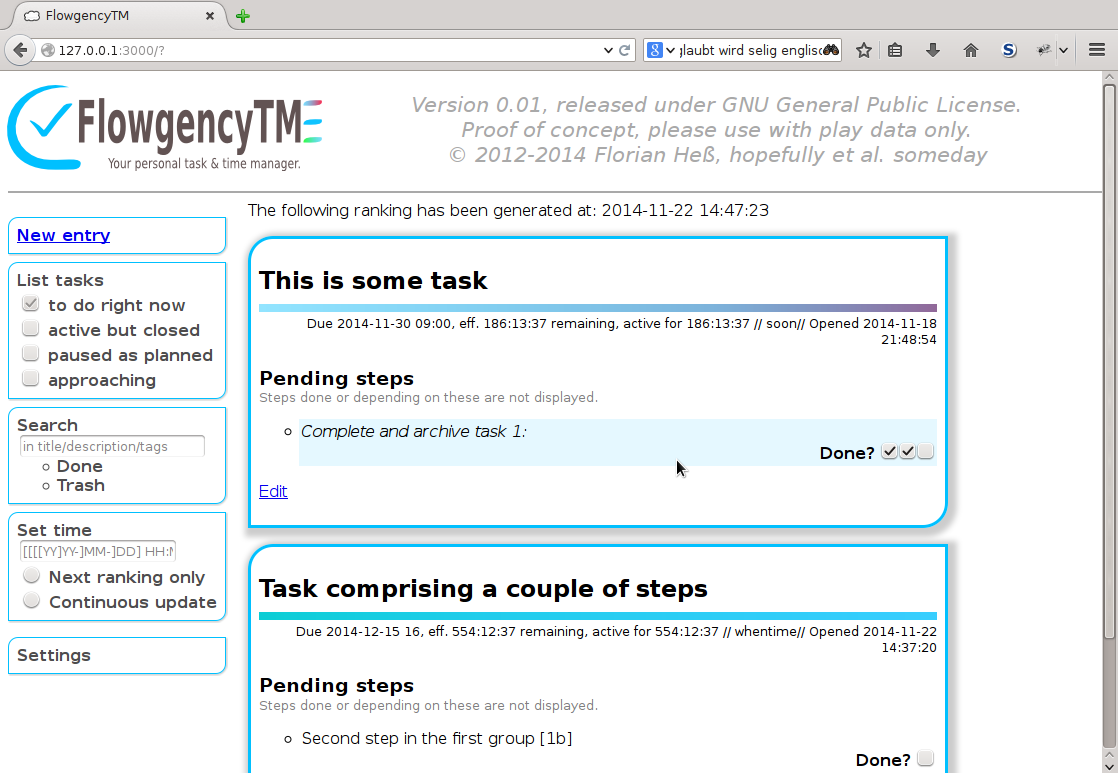 FlowgencyTM
127.0.0.1:3000/?
laubt wird selig englisc
FlowgencyTM
Your personal task & time manager.
Version 0.01, released under GNU General Public License.
Proof of concept, please use with play data only.
© 2012-2014 Florian Heß, hopefully et al. someday
New entry
List tasks
to do right now
active but closed
paused as planned
approaching
Search
in title/description/tags
Done
Trash
Set time
[[[[YY]YY-]MM-]DD] HH:
Next ranking only
Continuous update
Settings
The following ranking has been generated at: 2014-11-22 14:47:23
This is some task
Due 2014-11-30 09:00, eff. 186:13:37 remaining, active for 186:13:37 // soon// Opened 2014-11-18
21:48:54
Pending steps
Steps done or depending on these are not displayed.
Complete and archive task 1:
Done?
Edit
Task comprising a couple of steps
Due 2014-12-15 16, eff. 554:12:37 remaining, active for 554:12:37 // whentime// Opened 2014-11-22
14:37:20
Pending steps
Steps done or depending on these are not displayed.
Second step in the first group [1b]
Done?